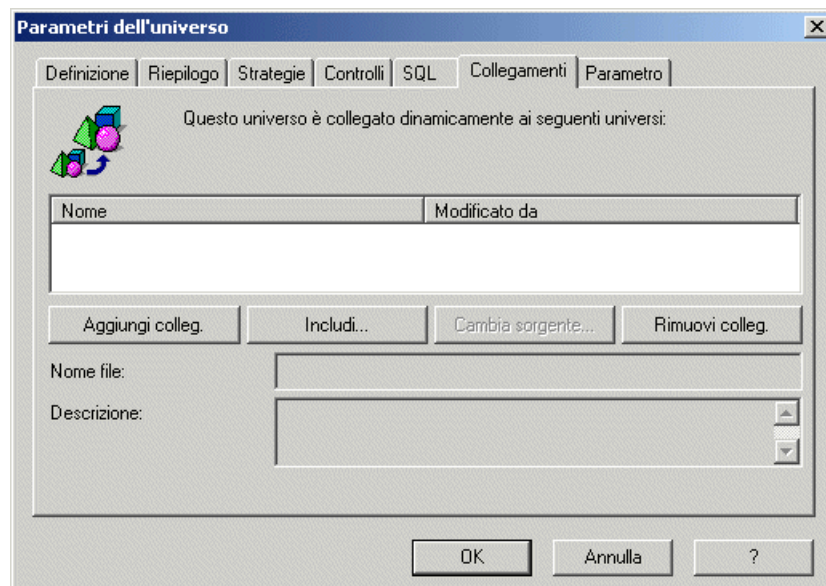 Parametri dell'universo
Definizione Riepilogo Strategie Controlli SQL Collegamenti Parametro
Questo universo è collegato dinamicamente ai seguenti universi:
Nome Modificato da
Aggiungi colleg. Includi... Cambia sorgente... Rimuovi colleg.
Nome file:
Descrizione:
OK Annulla ?